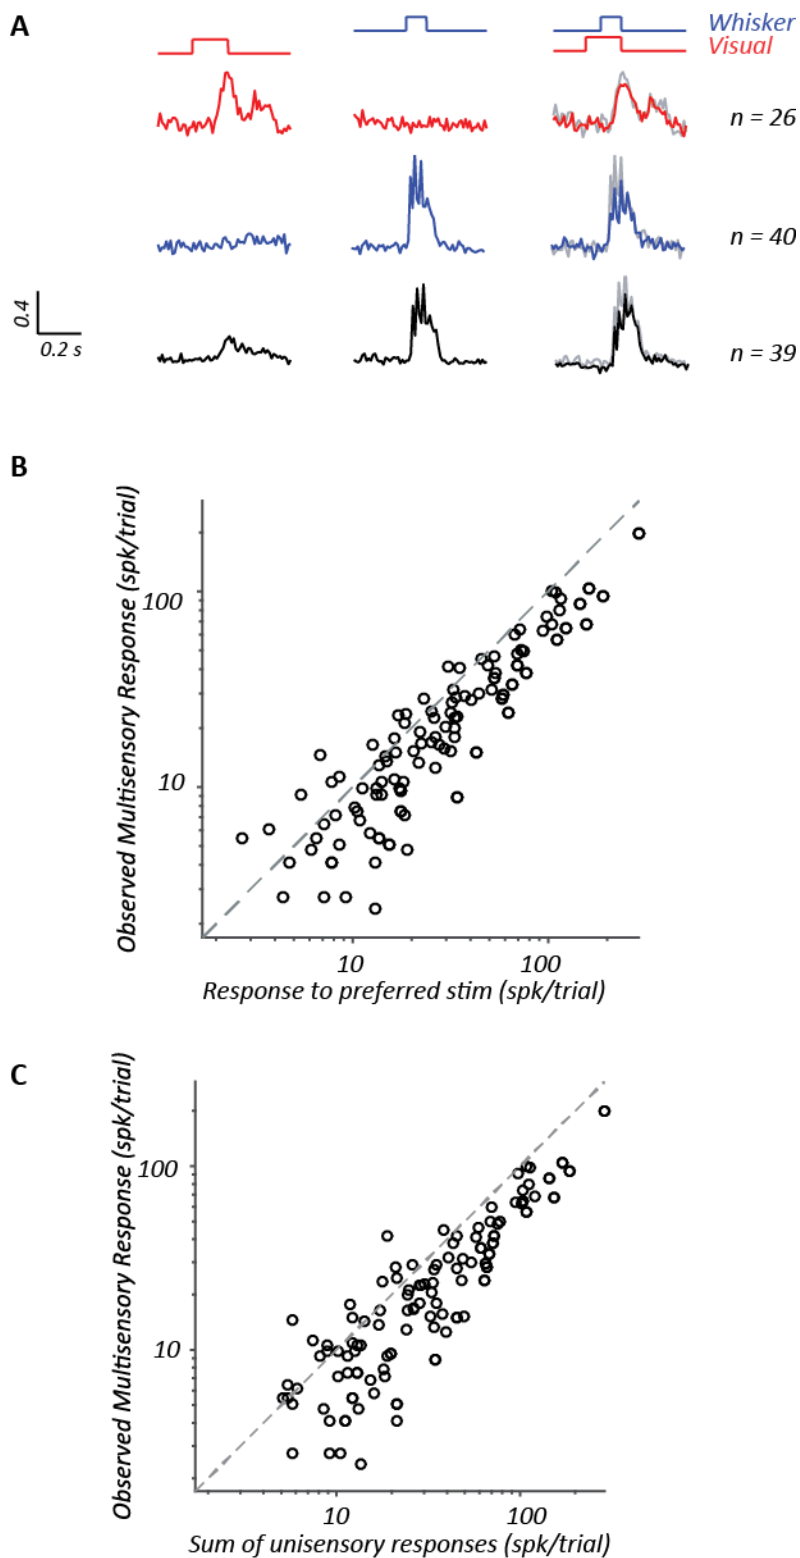 A
Whisker
Visual
n = 26
n = 40
0.4
0.2 s
n = 39
B
Observed Multisensory Response (spk/trial)
100
10
10
100
Response to preferred stim (spk/trial)
C
Observed Multisensory Response (spk/trial)
100
10
10
100
Sum of unisensory responses (spk/trial)